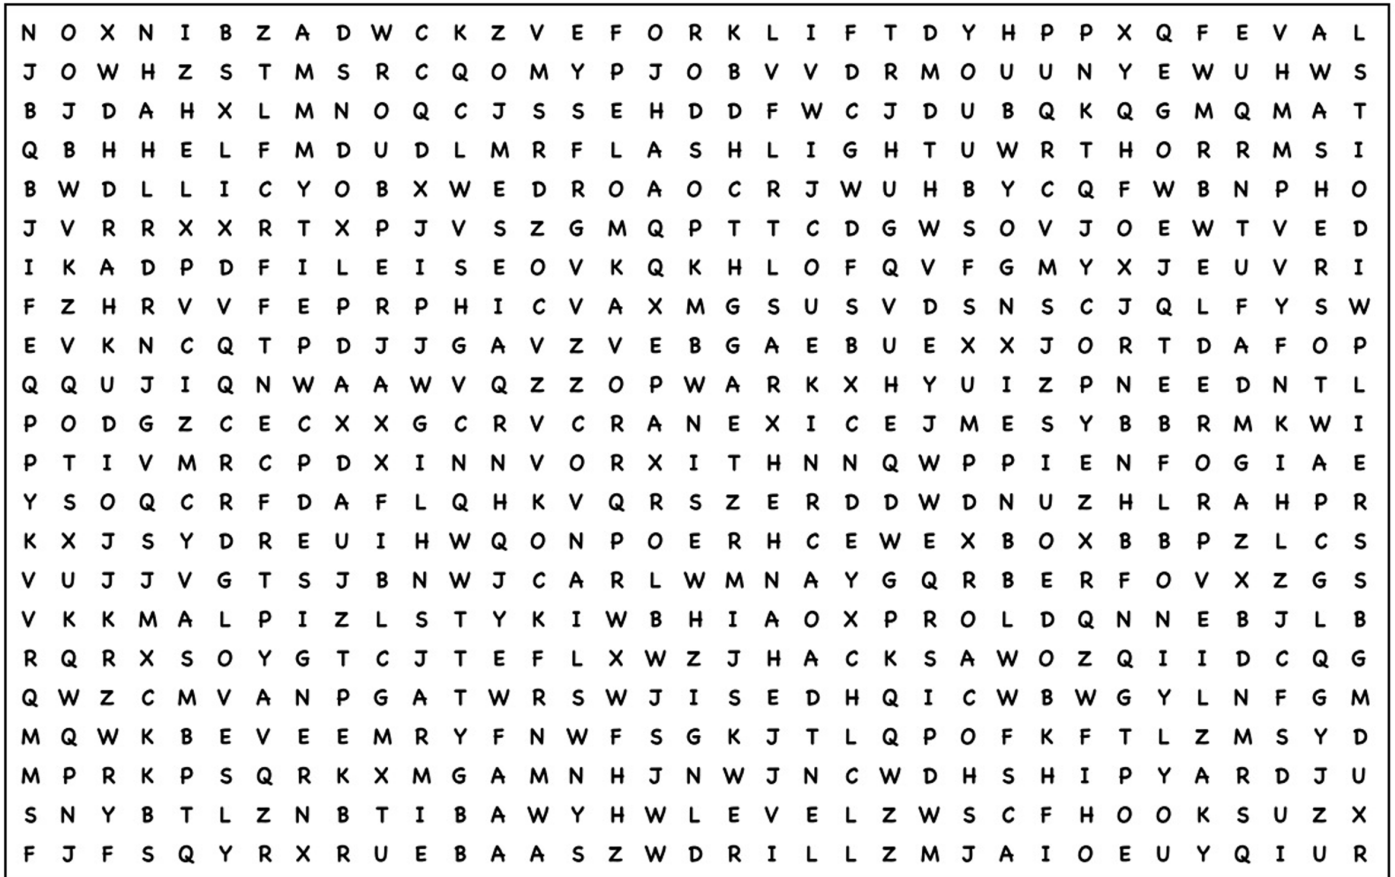 N O X N I B Z A D W C K Z V E F O R K L I F T D Y H P P X Q F E V A L
J O W H Z S T M S R C Q O M Y P J O B V V D R M O U U N Y E W U H W S
B J D A H X L M N O Q C J S S E H D D F W C J D U B Q K Q G M Q M A T
Q B H H E L F M D U D L M R F L A S H L I G H T U W R T H O R R M S I
B W D L L I C Y O B X W E D R O A O C R J W U H B Y C Q F W B N P H O
J V R R X X R T X P J V S Z G M Q P T T C D G W S O V J O E W T V E D
I K A D P D F I L E I S E O V K Q K H L O F Q V F G M Y X J E U V R I
F Z H R V V F E P R P H I C V A X M G S U S V D S N S C J Q L F Y S W
E V K N C Q T P D J J G A V Z V E B G A E B U E X X J O R T D A F O P
Q Q U J I Q N W A A W V Q Z Z O P W A R K X H Y U I Z P N E E D N T L
P O D G Z C E C X X G C R V C R A N E X I C E J M E S Y B B R M K W I
P T I V M R C P D X I N N V O R X I T H N N Q W P P I E N F O G I A E
Y S O Q C R F D A F L Q H K V Q R S Z E R D D W D N U Z H L R A H P R
K X J S Y D R E U I H W Q O N P O E R H C E W E X B O X B B P Z L C S
V U J J V G T S J B N W J C A R L W M N A Y G Q R B E R F O V X Z G S
V K K M A L P I Z L S T Y K I W B H I A O X P R O L D Q N N E B J L B
R Q R X S O Y G T C J T E F L X W Z J H A C K S A W O Z Q I I D C Q G
Q W Z C M V A N P G A T W R S W J I S E D H Q I C W B W G Y L N F G M
M Q W K B E V E E M R Y F N W F S G K J T L Q P O F K F T L Z M S Y D
M P R K P S Q R K X M G A M N H J N W J N C W D H S H I P Y A R D J U
S N Y B T L Z N B T I B A W Y H W L E V E L Z W S C F H O O K S U Z X
F J F S Q Y R X R U E B A A S Z W D R I L L Z M J A I O E U Y Q I U R